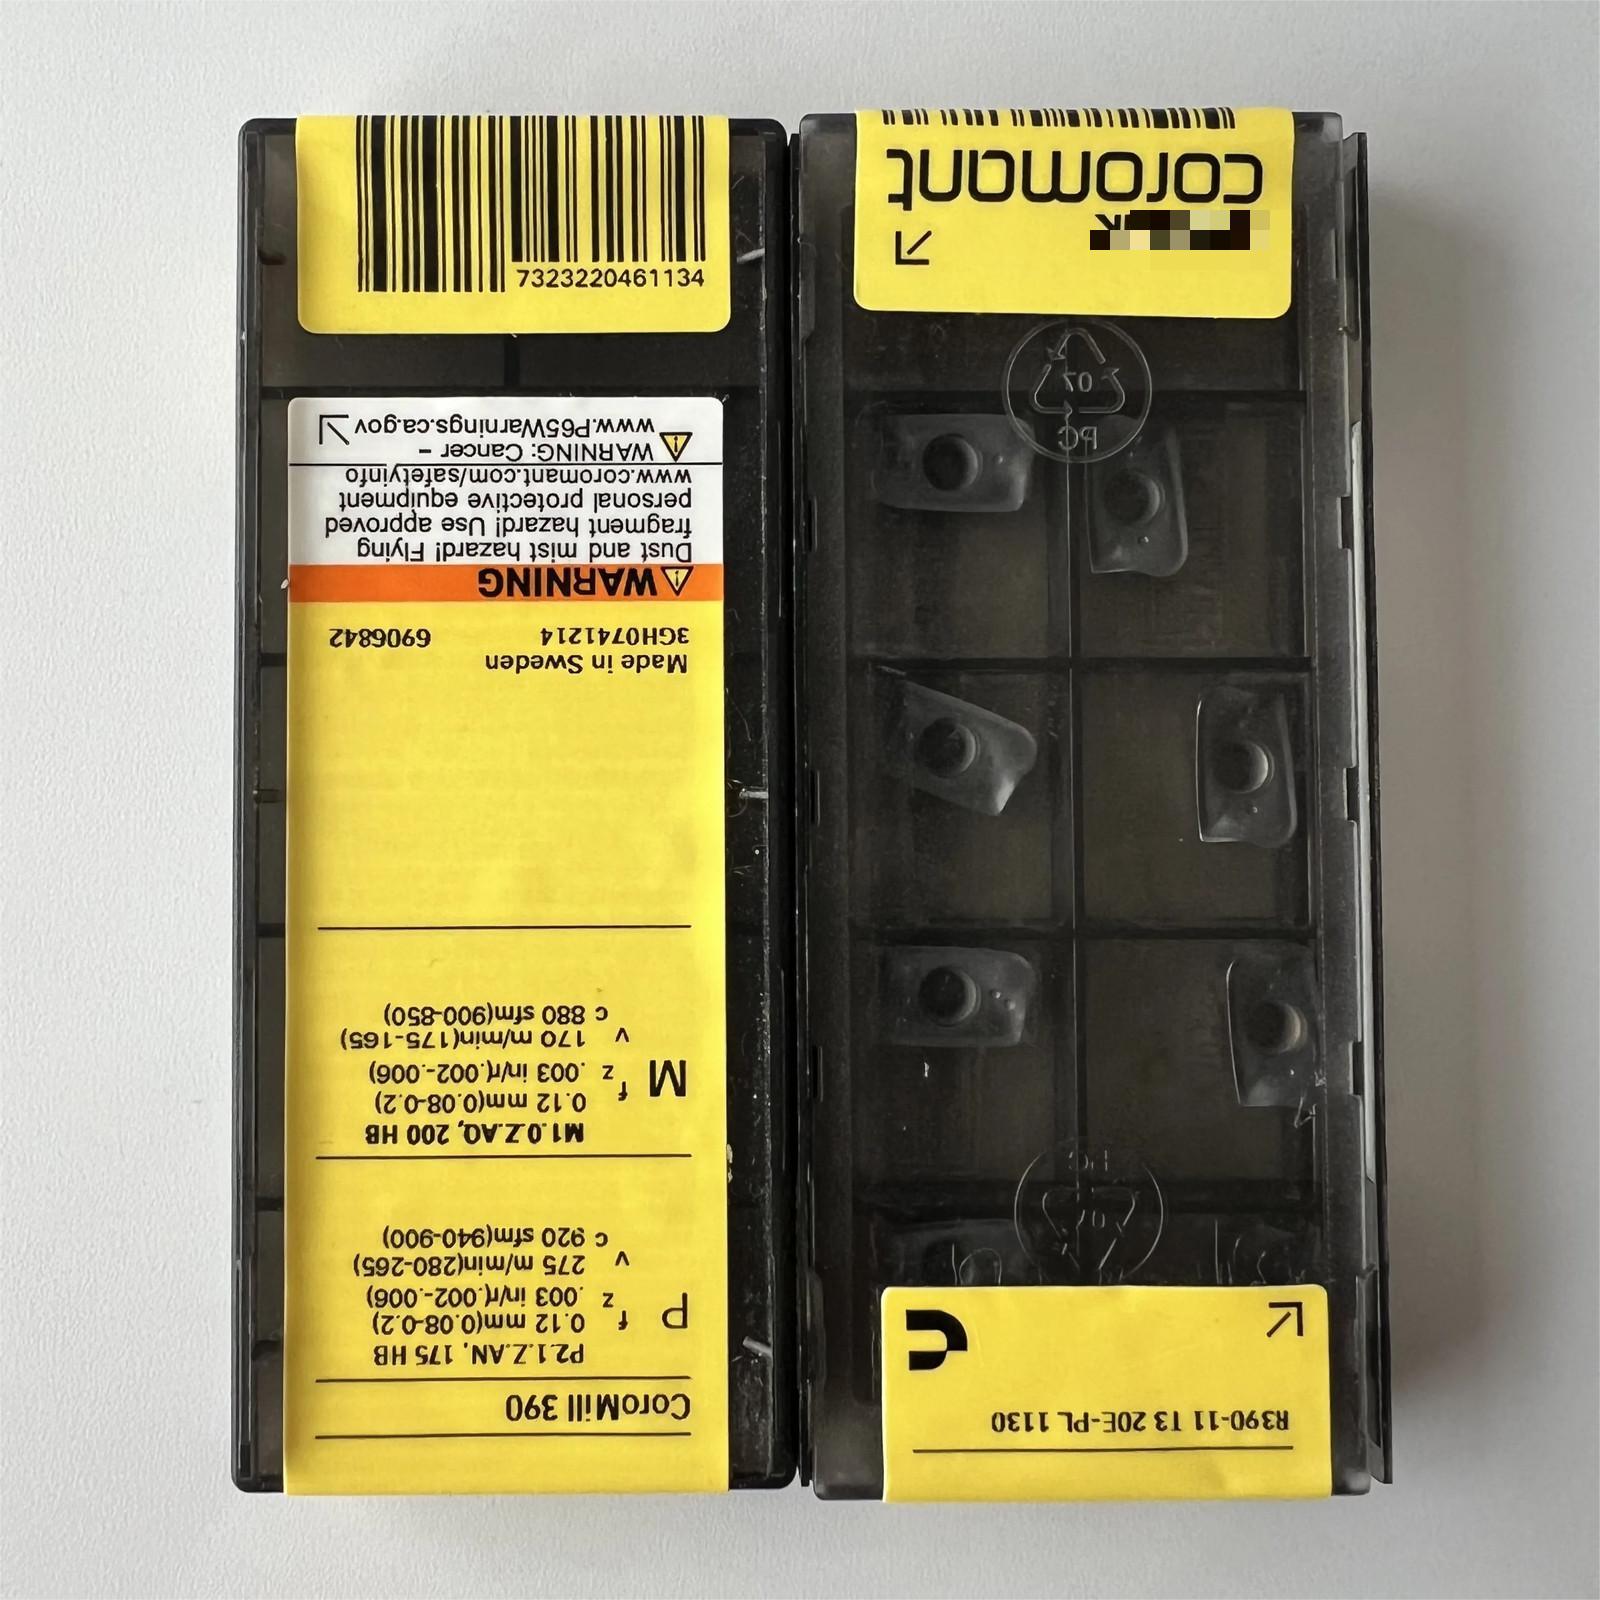 7323220461134
CoroMill 390
P2.1.Z.AN, 175 HB
P
f 0.12 mm(0.08-0.2)
z .003 in/r(.002-.006)
v 275 m/min(280-265)
c 920 sfm(940-900)
M1.0.Z.AQ, 200 HB
M
f 0.12 mm(0.08-0.2)
z .003 in/r(.002-.006)
v 170 m/min(175-165)
c 880 sfm(900-850)
Made in Sweden
3GH0741214 6906842
WARNING
Dust and mist hazard! Flying
fragment hazard! Use approved
personal protective equipment
www.coromant.com/safetyinfo
WARNING: Cancer -
www.P65Warnings.ca.gov
R390-11 T3 20E-PL 1130
07
PC
coromant
07
PC